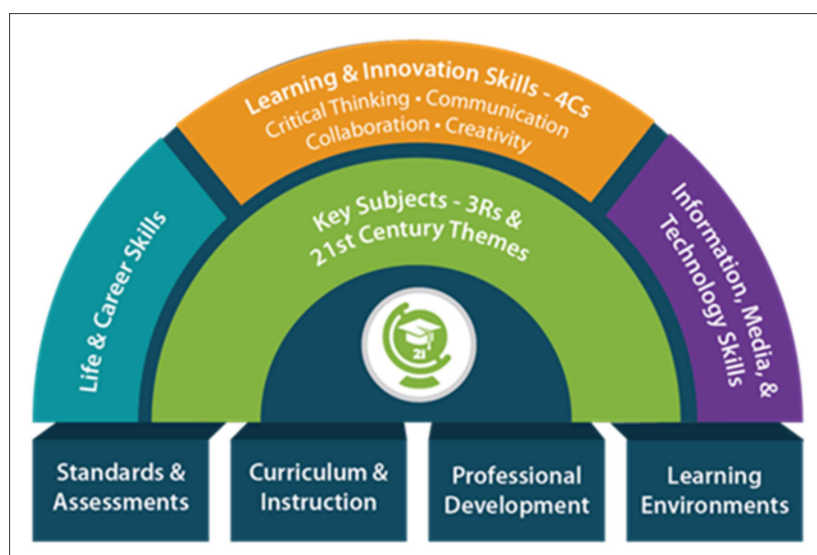 Learning & Innovation Skills - 4Cs
Critical Thinking • Communication
Collaboration • Creativity
Life & Career Skills
Key Subjects - 3Rs &
21st Century Themes
Information, Media, &
Technology Skills
21
Standards &
Assessments
Curriculum &
Instruction
Professional
Development
Learning
Environments